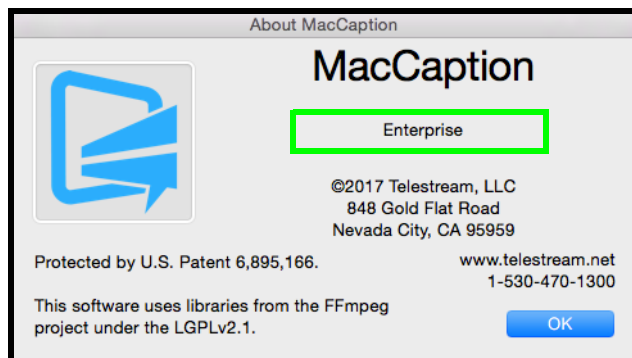 About MacCaption
MacCaption
Enterprise
©2017 Telestream, LLC
848 Gold Flat Road
Nevada City, CA 95959
Protected by U.S. Patent 6,895,166.
www.telestream.net
1-530-470-1300
This software uses libraries from the FFmpeg
project under the LGPLv2.1.
OK